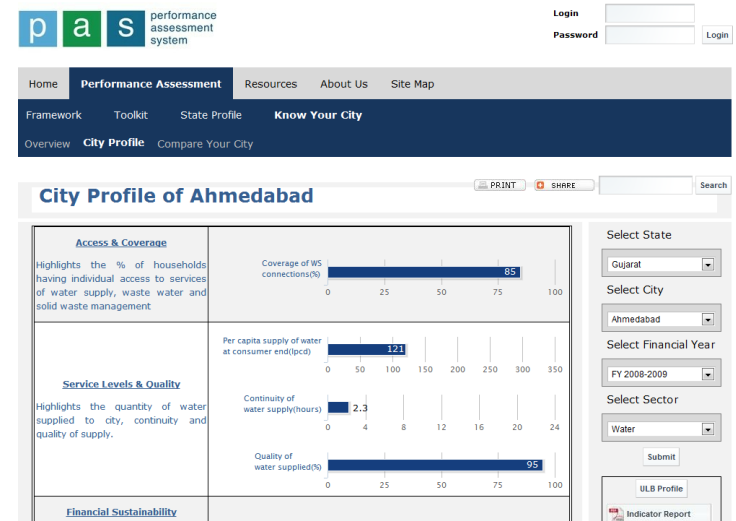 p a s performance
assessment
system
Login
Password
Login
Home Performance Assessment Resources About Us Site Map
Framework Toolkit State Profile Know Your City
Overview City Profile Compare Your City
City Profile of Ahmedabad
PRINT SHARE Search
Access & Coverage
Highlights the % of households
having individual access to services
of water supply, waste water and
solid waste management
Coverage of WS
connections(%)
85
0 25 50 75 100
Service Levels & Quality
Highlights the quantity of water
supplied to city, continuity and
quality of supply.
Per capita supply of water
at consumer end(lpcd)
121
0 50 100 150 200 250 300 350
Continuity of
water supply(hours)
2.3
0 4 8 12 16 20 24
Quality of
water supplied(%)
95
0 25 50 75 100
Financial Sustainability
Select State
Gujarat
Select City
Ahmedabad
Select Financial Year
FY 2008-2009
Select Sector
Water
Submit
ULB Profile
Indicator Report